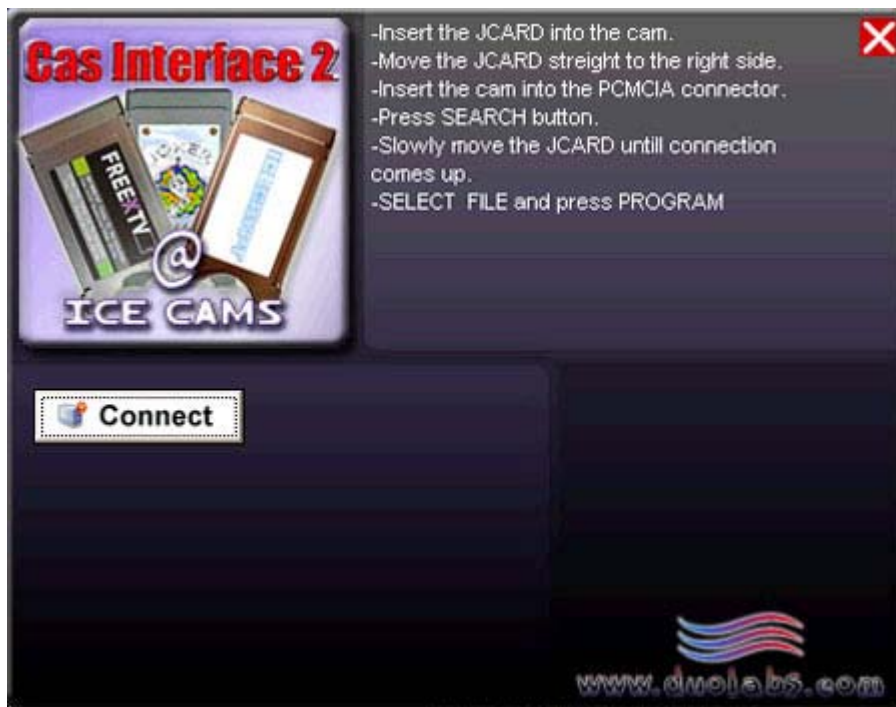 Cas Interface 2
FREEXTV
JOKER
@
ICE CAMS
-Insert the JCARD into the cam.
-Move the JCARD streight to the right side.
-Insert the cam into the PCMCIA connector.
-Press SEARCH button.
-Slowly move the JCARD untill connection
comes up.
-SELECT FILE and press PROGRAM
Connect
www.duolabs.com